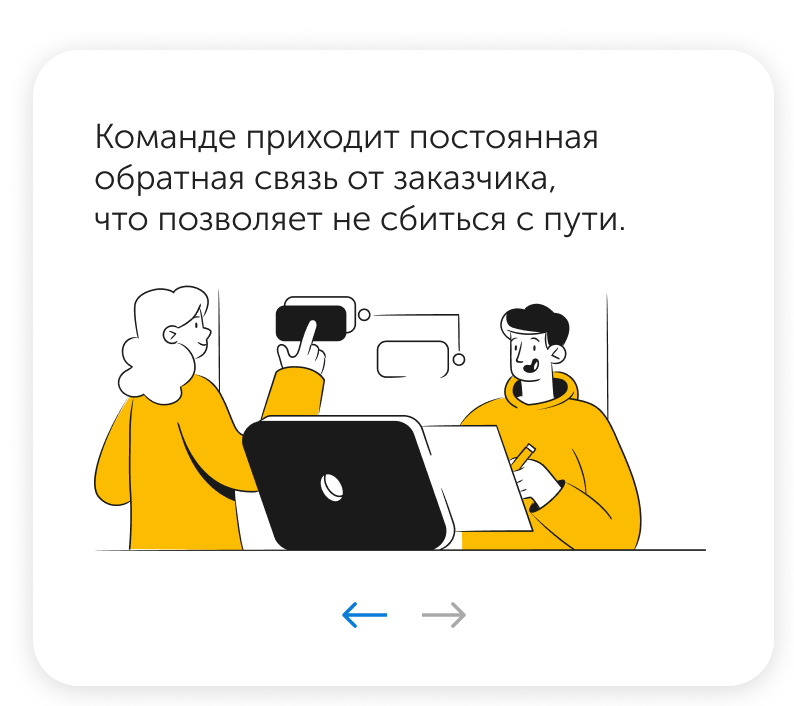 Команде приходит постоянная
обратная связь от заказчика,
что позволяет не сбиться с пути.